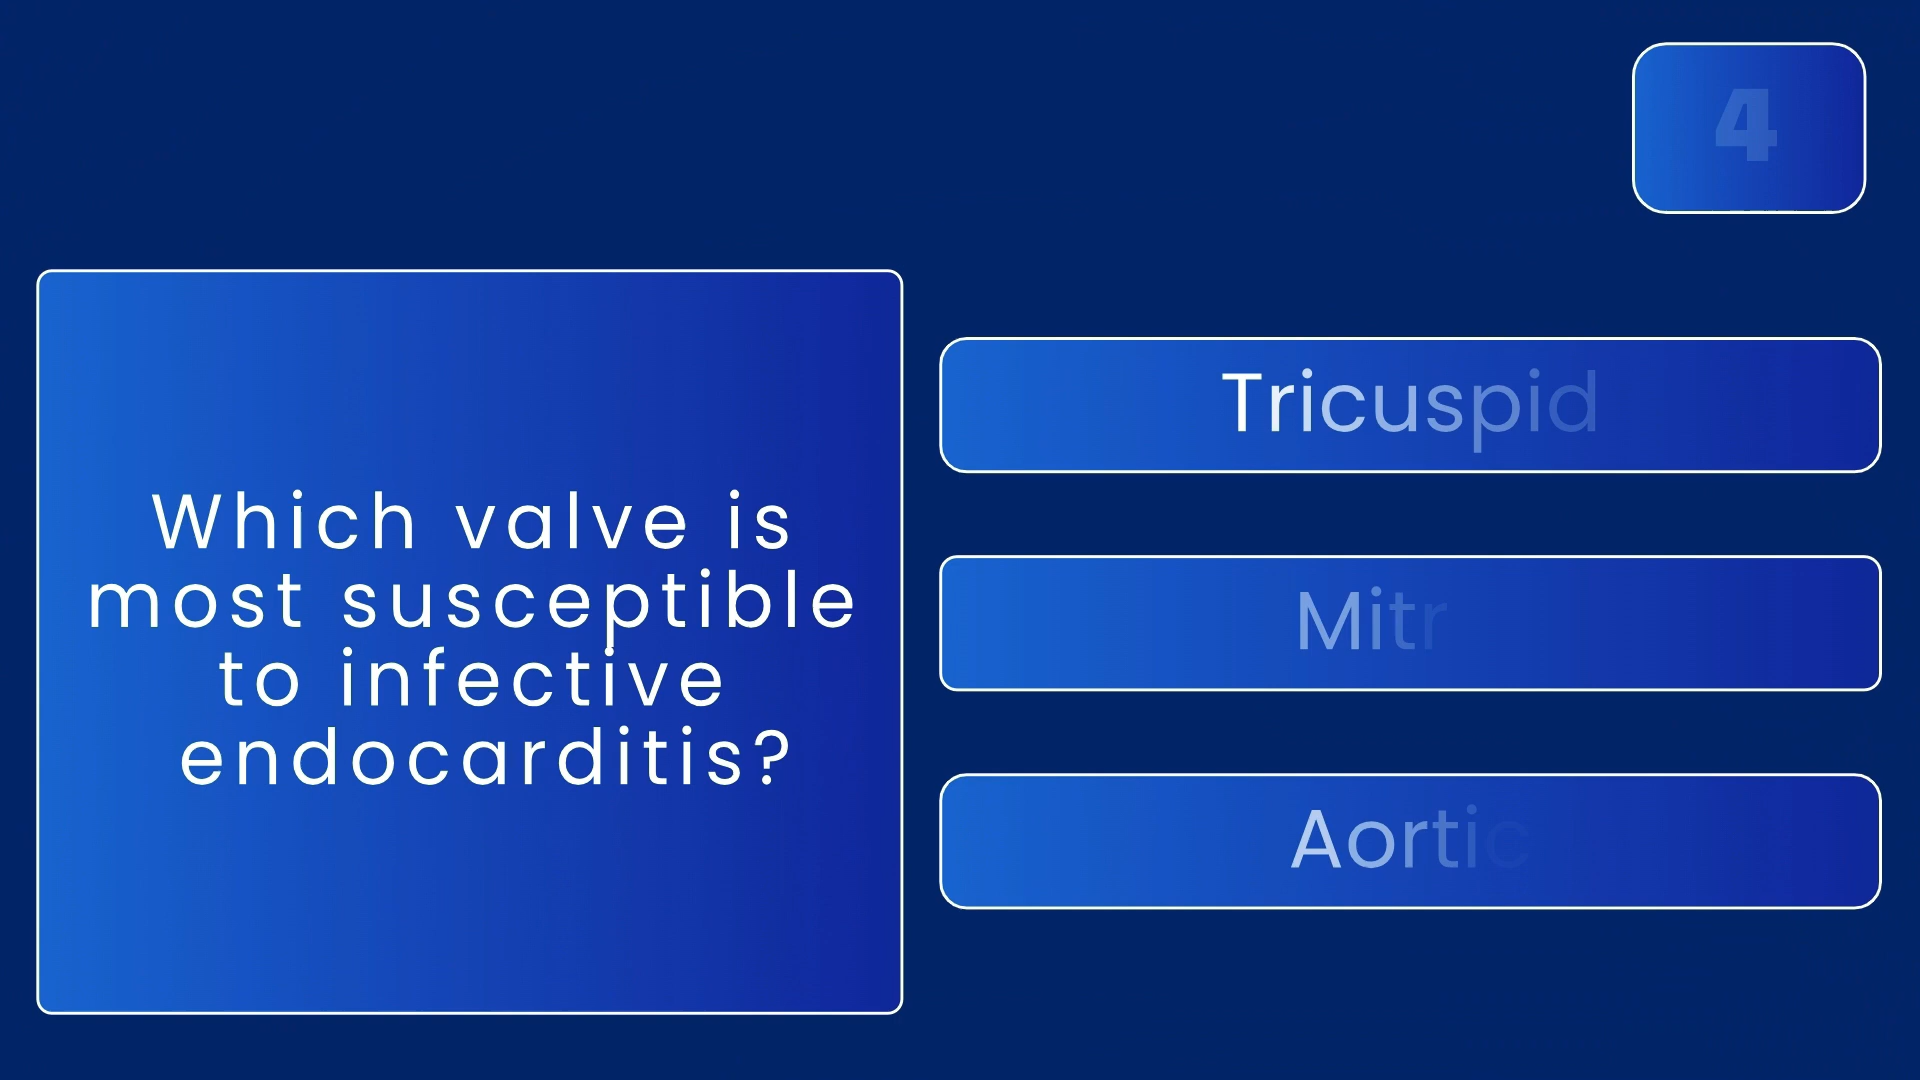 4
Which valve is
most susceptible
to infective
endocarditis?
Tricuspid
Mitr
Aortic